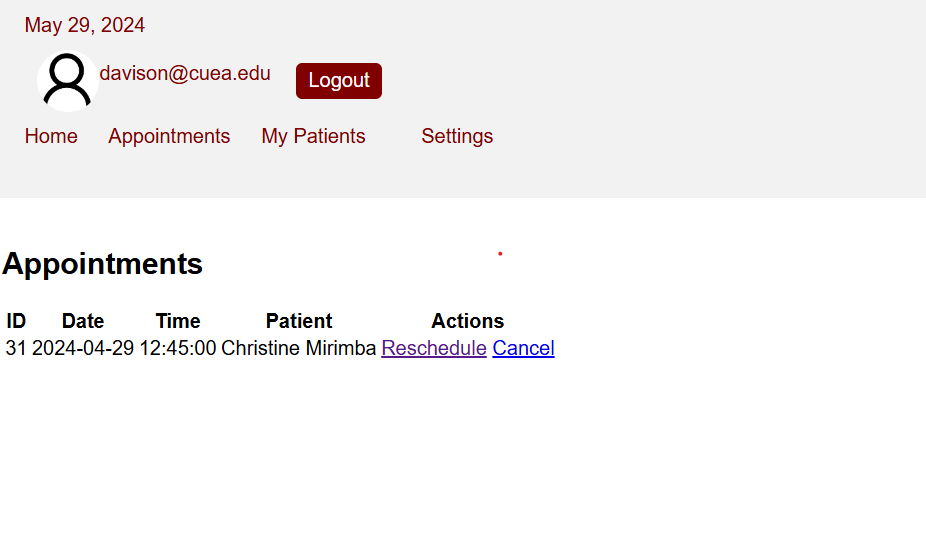 May 29, 2024
davison@cuea.edu Logout
Home Appointments My Patients Settings
Appointments
ID Date Time Patient Actions
31 2024-04-29 12:45:00 Christine Mirimba Reschedule Cancel